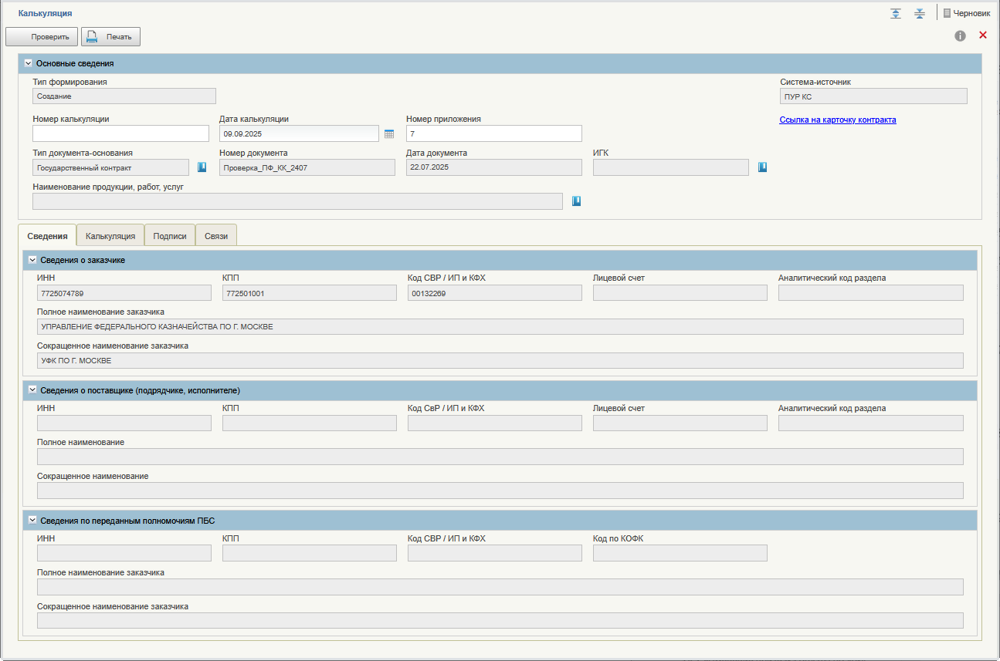 Калькуляция
Черновик
Проверить Печать
Основные сведения
Тип формирования Система-источник
Создание ПУР КС
Номер калькуляции Дата калькуляции Номер приложения Ссылка на карточку контракта
09.09.2025 7
Тип документа-основания Номер документа Дата документа ИГК
Государственный контракт Проверка_ПФ_КК_2407 22.07.2025
Наименование продукции, работ, услуг
Сведения Калькуляция Подписи Связи
Сведения о заказчике
ИНН КПП Код СВР / ИП и КФХ Лицевой счет Аналитический код раздела
7725074789 772501001 00132269
Полное наименование заказчика
УПРАВЛЕНИЕ ФЕДЕРАЛЬНОГО КАЗНАЧЕЙСТВА ПО Г. МОСКВЕ
Сокращенное наименование заказчика
УФК ПО Г. МОСКВЕ
Сведения о поставщике (подрядчике, исполнителе)
ИНН КПП Код СвР / ИП и КФХ Лицевой счет Аналитический код раздела
Полное наименование
Сокращенное наименование
Сведения по переданным полномочиям ПБС
ИНН КПП Код СВР / ИП и КФХ Код по КОФК
Полное наименование заказчика
Сокращенное наименование заказчика